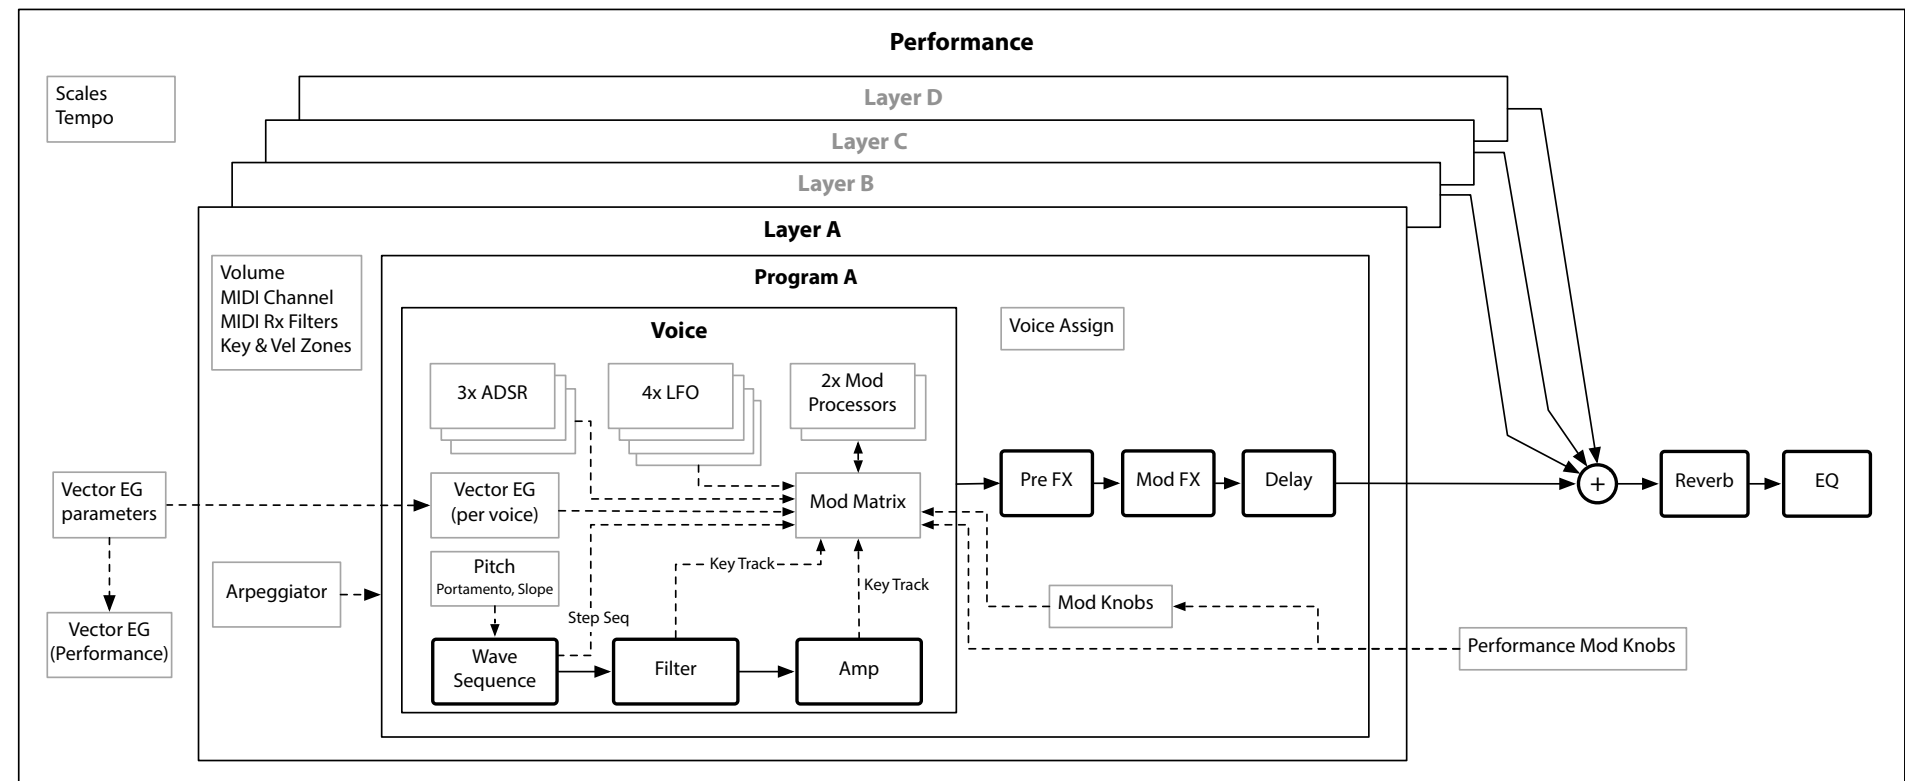 Performance
Scales
Tempo
Layer D
Layer C
Layer B
Layer A
Volume
MIDI Channel
MIDI Rx Filters
Key & Vel Zones
Program A
Voice
Voice Assign
3x ADSR
4x LFO
2x Mod
Processors
Vector EG
parameters
Vector EG
(per voice)
Mod Matrix
Pre FX
Mod FX
Delay
+
Reverb
EQ
Arpeggiator
Pitch
Portamento, Slope
Key Track
Key Track
Step Seq
Mod Knobs
Vector EG
(Performance)
Wave
Sequence
Filter
Amp
Performance Mod Knobs